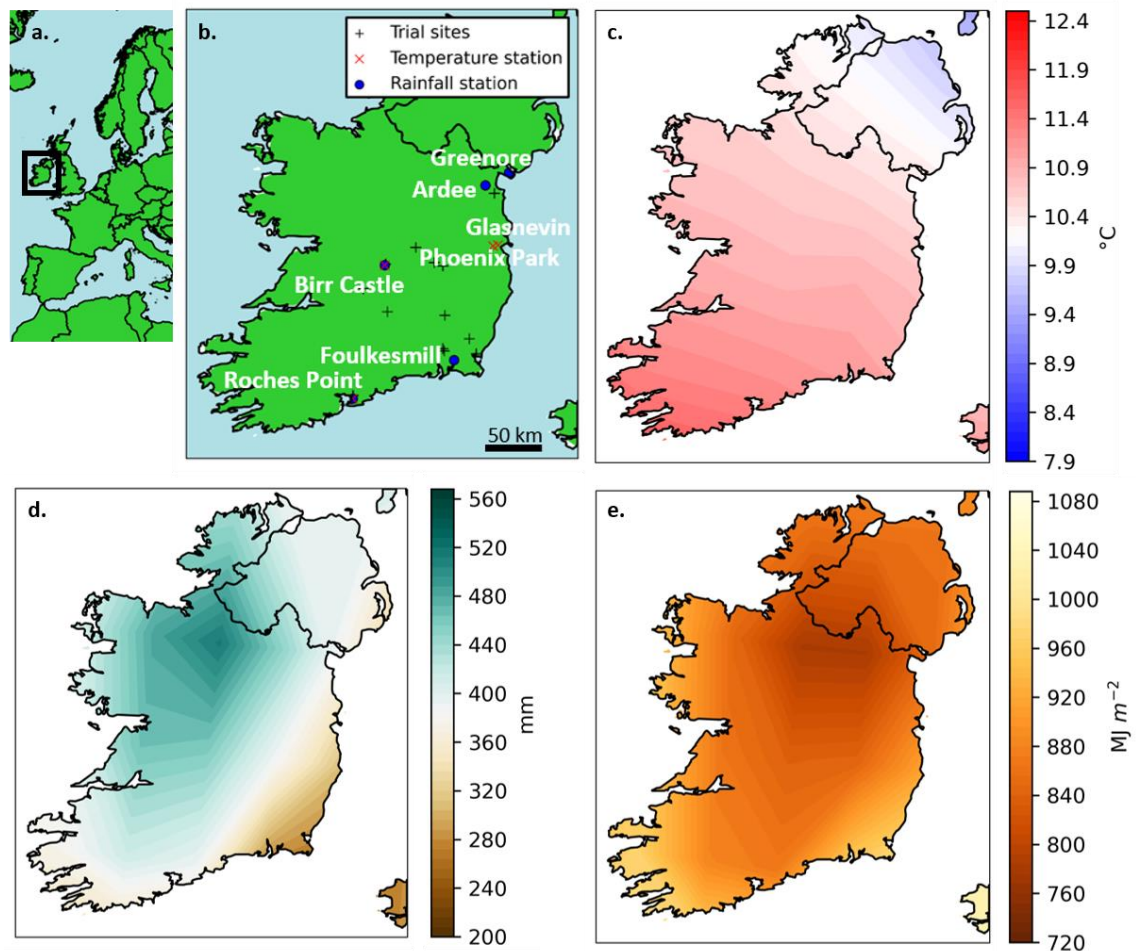 a.
b.
Trial sites
Temperature station
Rainfall station
Greenore
Ardee
Glasnevin
Phoenix Park
Birr Castle
Foulkesmill
Roches Point
50 km
c.
12.4
11.9
11.4
10.9
10.4
9.9
9.4
8.9
8.4
7.9
°C
d.
560
520
480
440
400
360
320
280
240
200
mm
e.
1080
1040
1000
960
920
880
840
800
760
720
MJ m⁻²